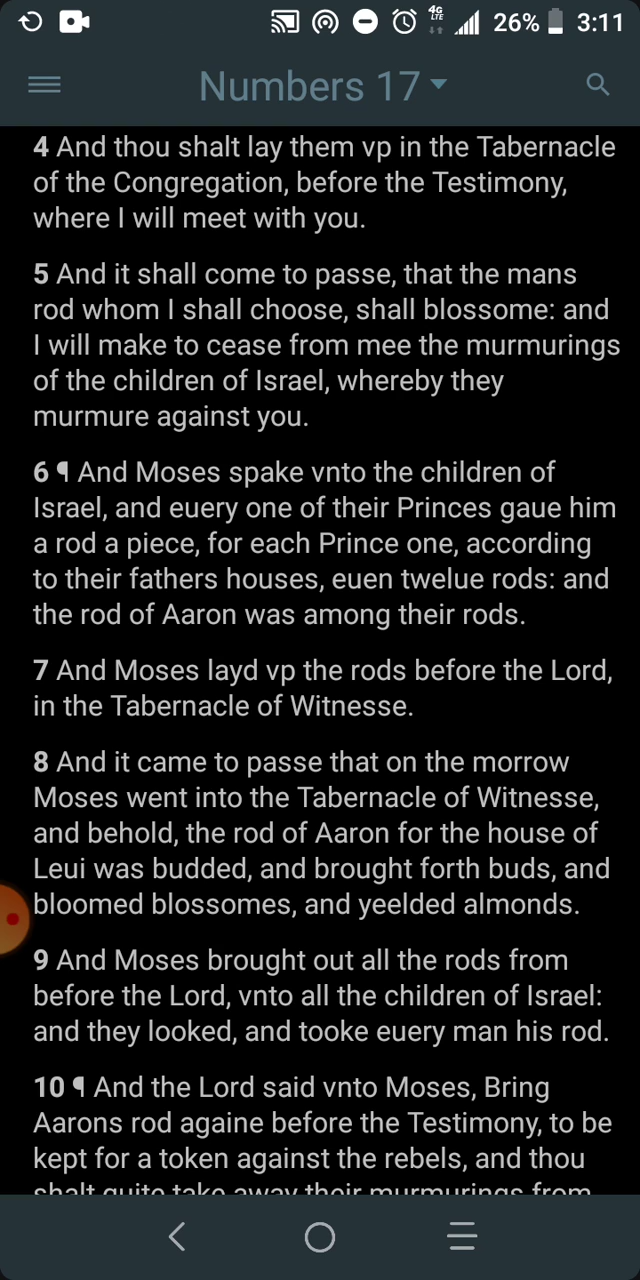 4G
LTE
26%
3:11
Numbers 17
4 And thou shalt lay them vp in the Tabernacle
of the Congregation, before the Testimony,
where I will meet with you.
5 And it shall come to passe, that the mans
rod whom I shall choose, shall blossome: and
I will make to cease from mee the murmurings
of the children of Israel, whereby they
murmure against you.
6 ¶ And Moses spake vnto the children of
Israel, and euery one of their Princes gaue him
a rod a piece, for each Prince one, according
to their fathers houses, euen twelue rods: and
the rod of Aaron was among their rods.
7 And Moses layd vp the rods before the Lord,
in the Tabernacle of Witnesse.
8 And it came to passe that on the morrow
Moses went into the Tabernacle of Witnesse,
and behold, the rod of Aaron for the house of
Leui was budded, and brought forth buds, and
bloomed blossomes, and yeelded almonds.
9 And Moses brought out all the rods from
before the Lord, vnto all the children of Israel:
and they looked, and tooke euery man his rod.
10 ¶ And the Lord said vnto Moses, Bring
Aarons rod againe before the Testimony, to be
kept for a token against the rebels, and thou
shalt quite take away their murmurings from